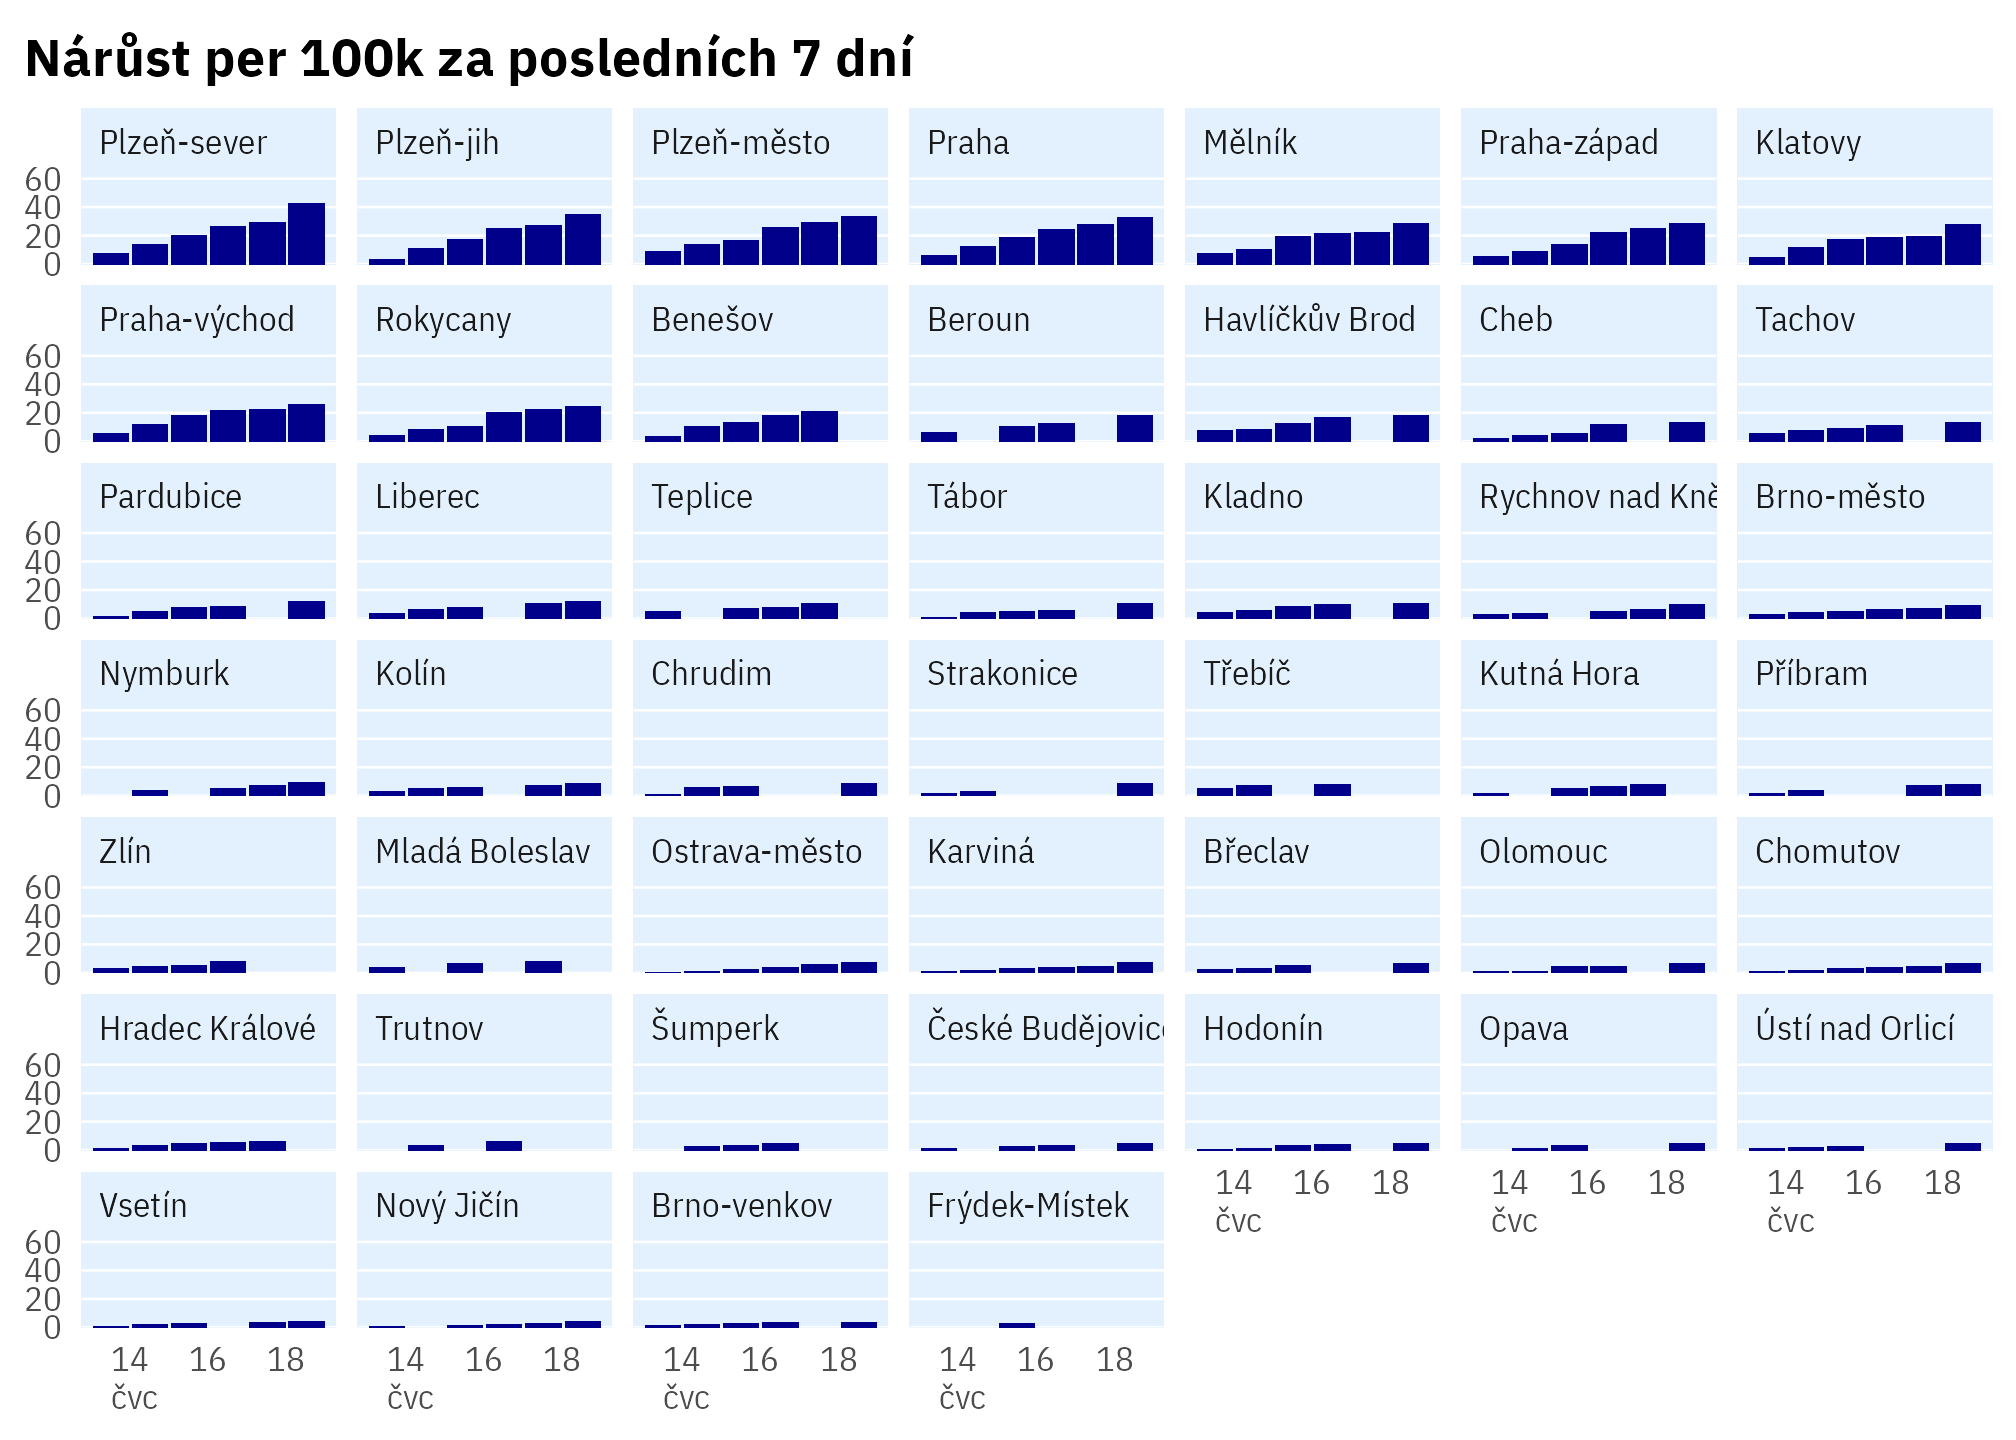 Nárůst per 100k za posledních 7 dní
Plzeň-sever Plzeň-jih Plzeň-město Praha Mělník Praha-západ Klatovy
60
40
20
0
Praha-východ Rokycany Benešov Beroun Havlíčkův Brod Cheb Tachov
60
40
20
0
Pardubice Liberec Teplice Tábor Kladno Rychnov nad Kně Brno-město
60
40
20
0
Nymburk Kolín Chrudim Strakonice Třebíč Kutná Hora Příbram
60
40
20
0
Zlín Mladá Boleslav Ostrava-město Karviná Břeclav Olomouc Chomutov
60
40
20
0
Hradec Králové Trutnov Šumperk České Budějovice Hodonín Opava Ústí nad Orlicí
60
40
20
0
14 16 18 14 16 18 14 16 18
čvc čvc čvc
Vsetín Nový Jičín Brno-venkov Frýdek-Místek
60
40
20
0
14 16 18 14 16 18 14 16 18 14 16 18
čvc čvc čvc čvc